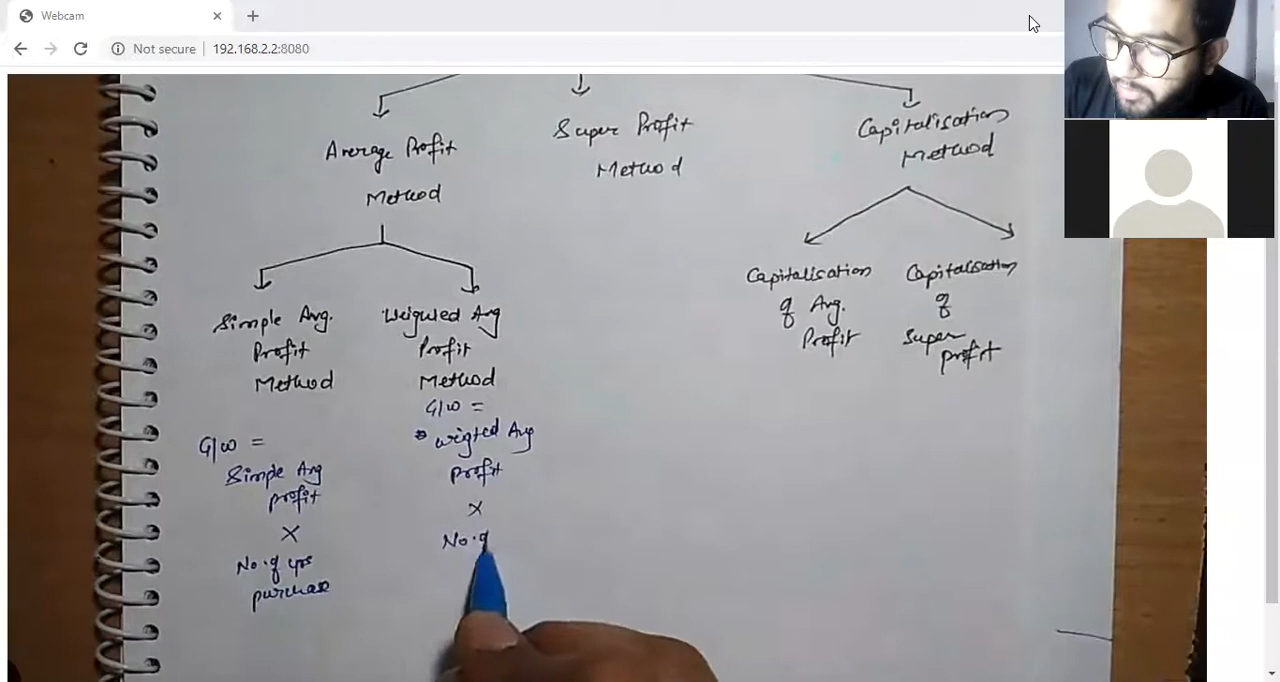 Webcam
Not secure
192.168.2.2:8080
Average Profit
Method
Super Profit
Method
Capitalisation
Method
Simple Avg.
Profit
Method
G/w =
Simple Avg
profit
×
No. of yrs
purchase
Weighted Avg
Profit
Method
G/w =
wigted Avg
profit
×
No. of
Capitalisation
of Avg.
Profit
Capitalisation
of
Super
profit